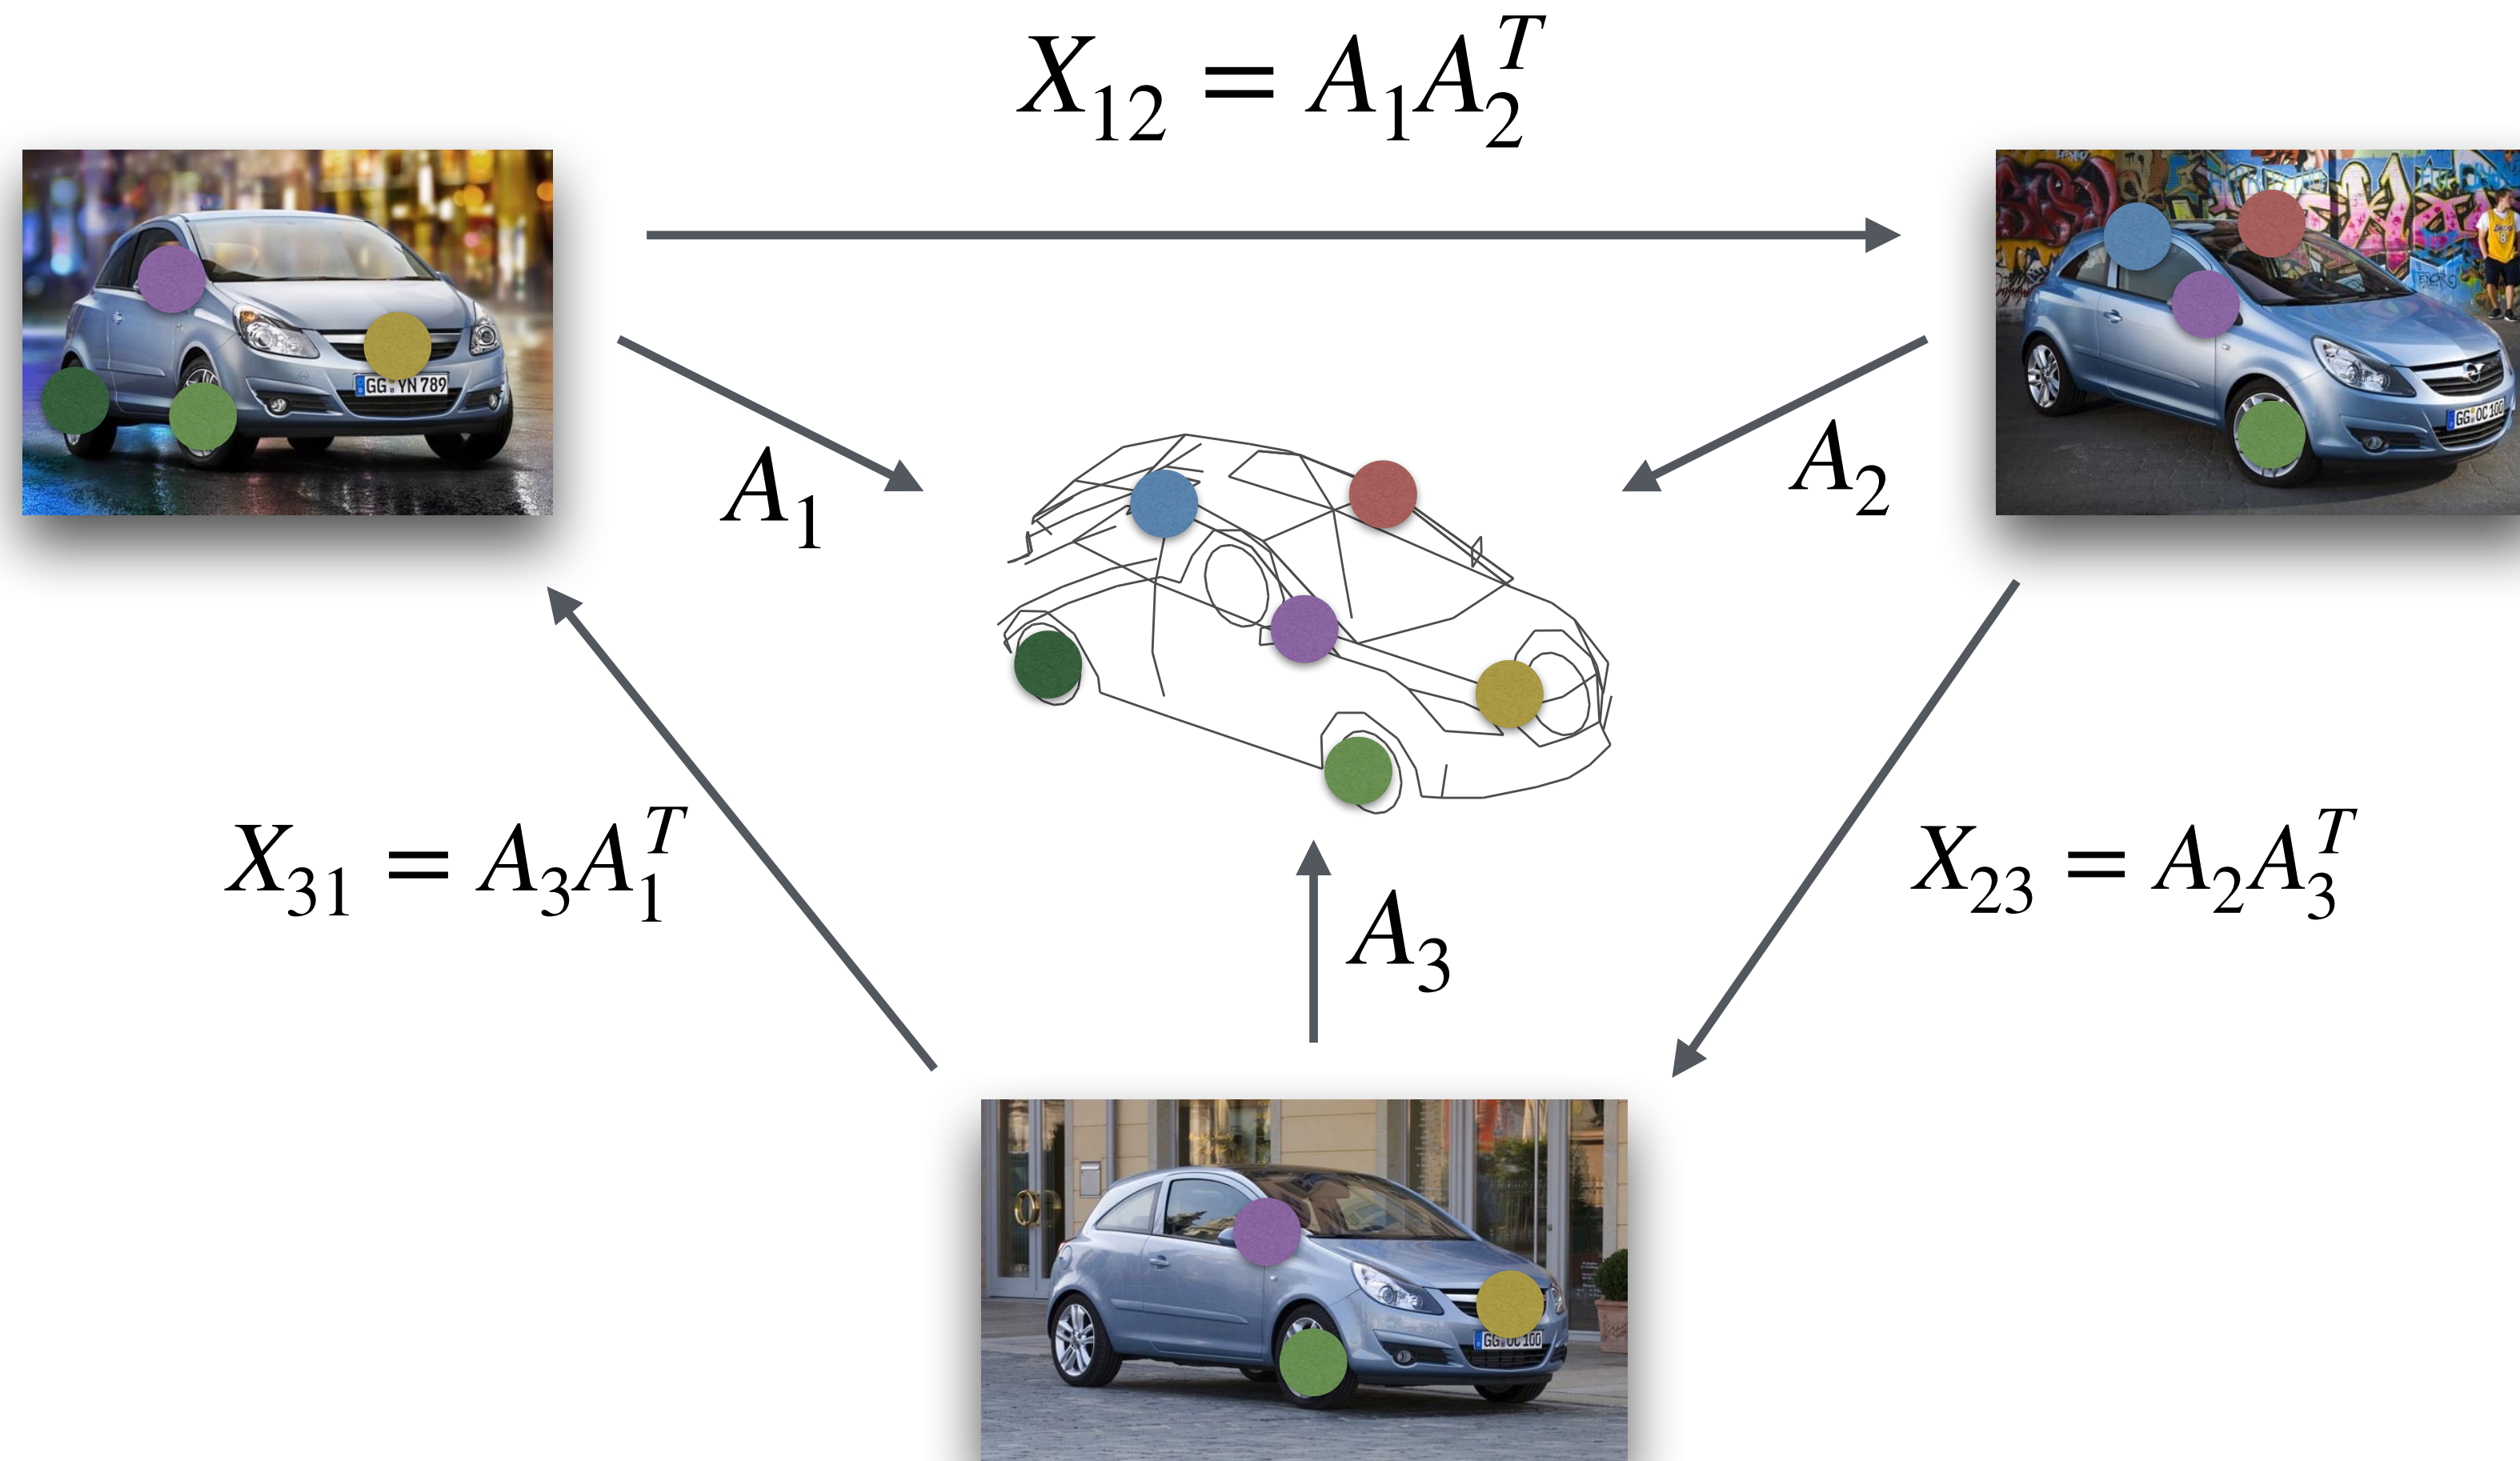 X₁₂ = A₁A₂ᵀ
GG YN 789
GG OC 100
A₁
A₂
X₃₁ = A₃A₁ᵀ
A₃
X₂₃ = A₂A₃ᵀ
GG OC 100